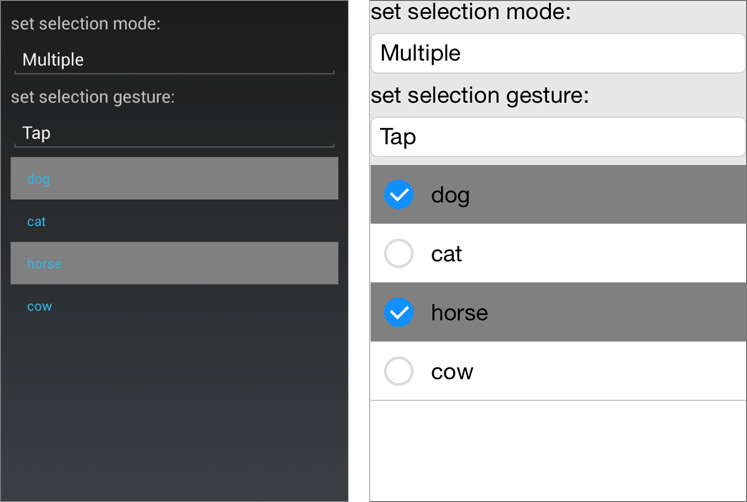 set selection mode:
Multiple
set selection gesture:
Tap
dog
cat
horse
cow
set selection mode:
Multiple
set selection gesture:
Tap
dog
cat
horse
cow